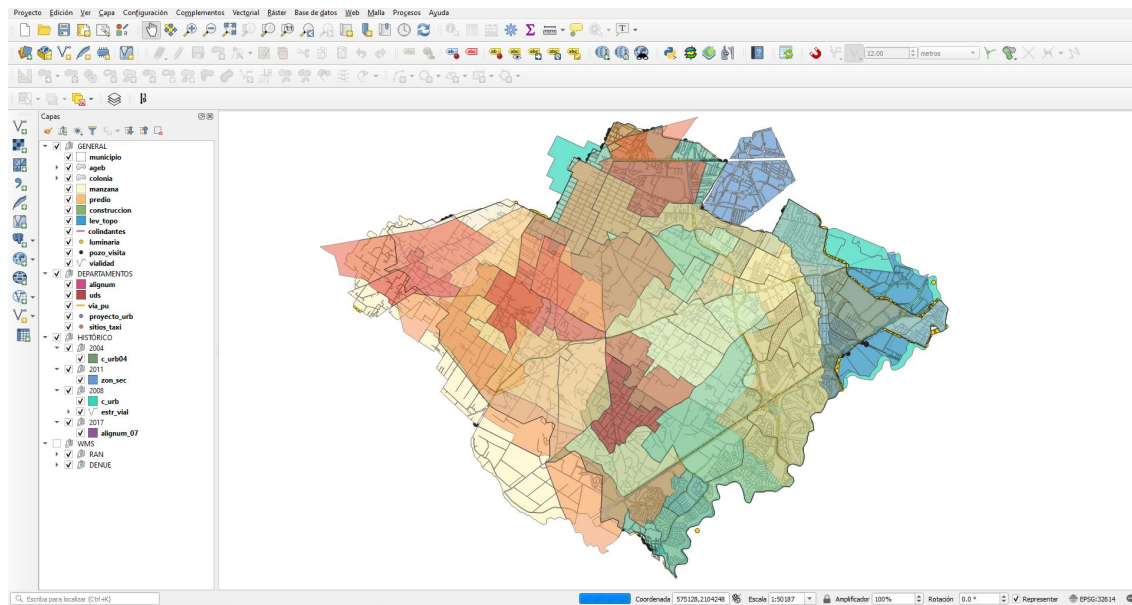 Proyecto Edición Ver Capa Configuración Complementos Vectorial Ráster Base de datos Web Malla Procesos Ayuda
12.00 metros
Capas
GENERAL
municipio
ageb
colonia
manzana
predio
construccion
lev_topo
colindantes
luminaria
pozo_visita
vialidad
DEPARTAMENTOS
alignum
uds
via_pu
proyecto_urb
sitios_taxi
HISTÓRICO
2004
c_urb04
2011
zon_sec
2008
c_urb
estr_vial
2017
alignum_07
WMS
RAN
DENUE
Escriba para localizar (Ctrl+K) Coordenada 575128,2104248 Escala 1:50187 Amplificador 100% Rotación 0.0 ° Representar EPSG:32614